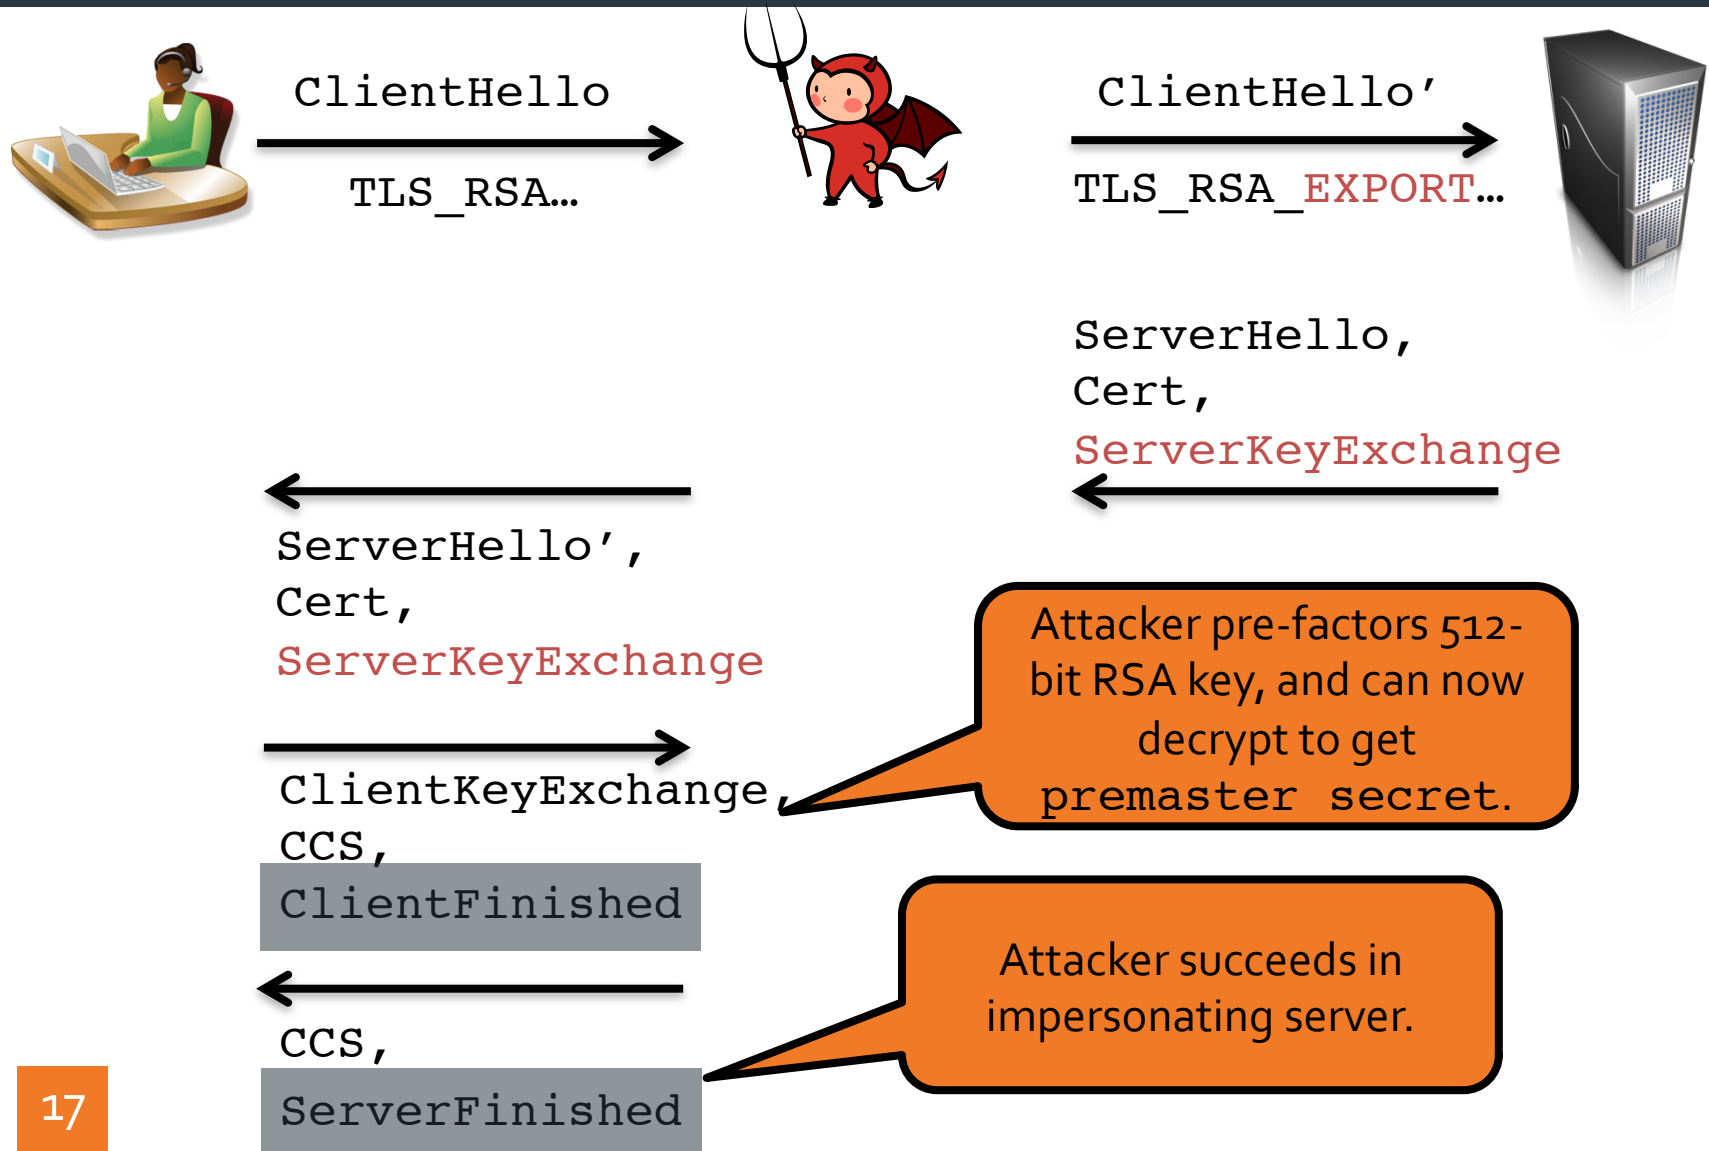 ClientHello
TLS_RSA…
ClientHello’
TLS_RSA_EXPORT…
ServerHello,
Cert,
ServerKeyExchange
ServerHello’,
Cert,
ServerKeyExchange
Attacker pre-factors 512-
bit RSA key, and can now
decrypt to get
premaster secret.
ClientKeyExchange,
CCS,
ClientFinished
Attacker succeeds in
impersonating server.
CCS,
ServerFinished
17